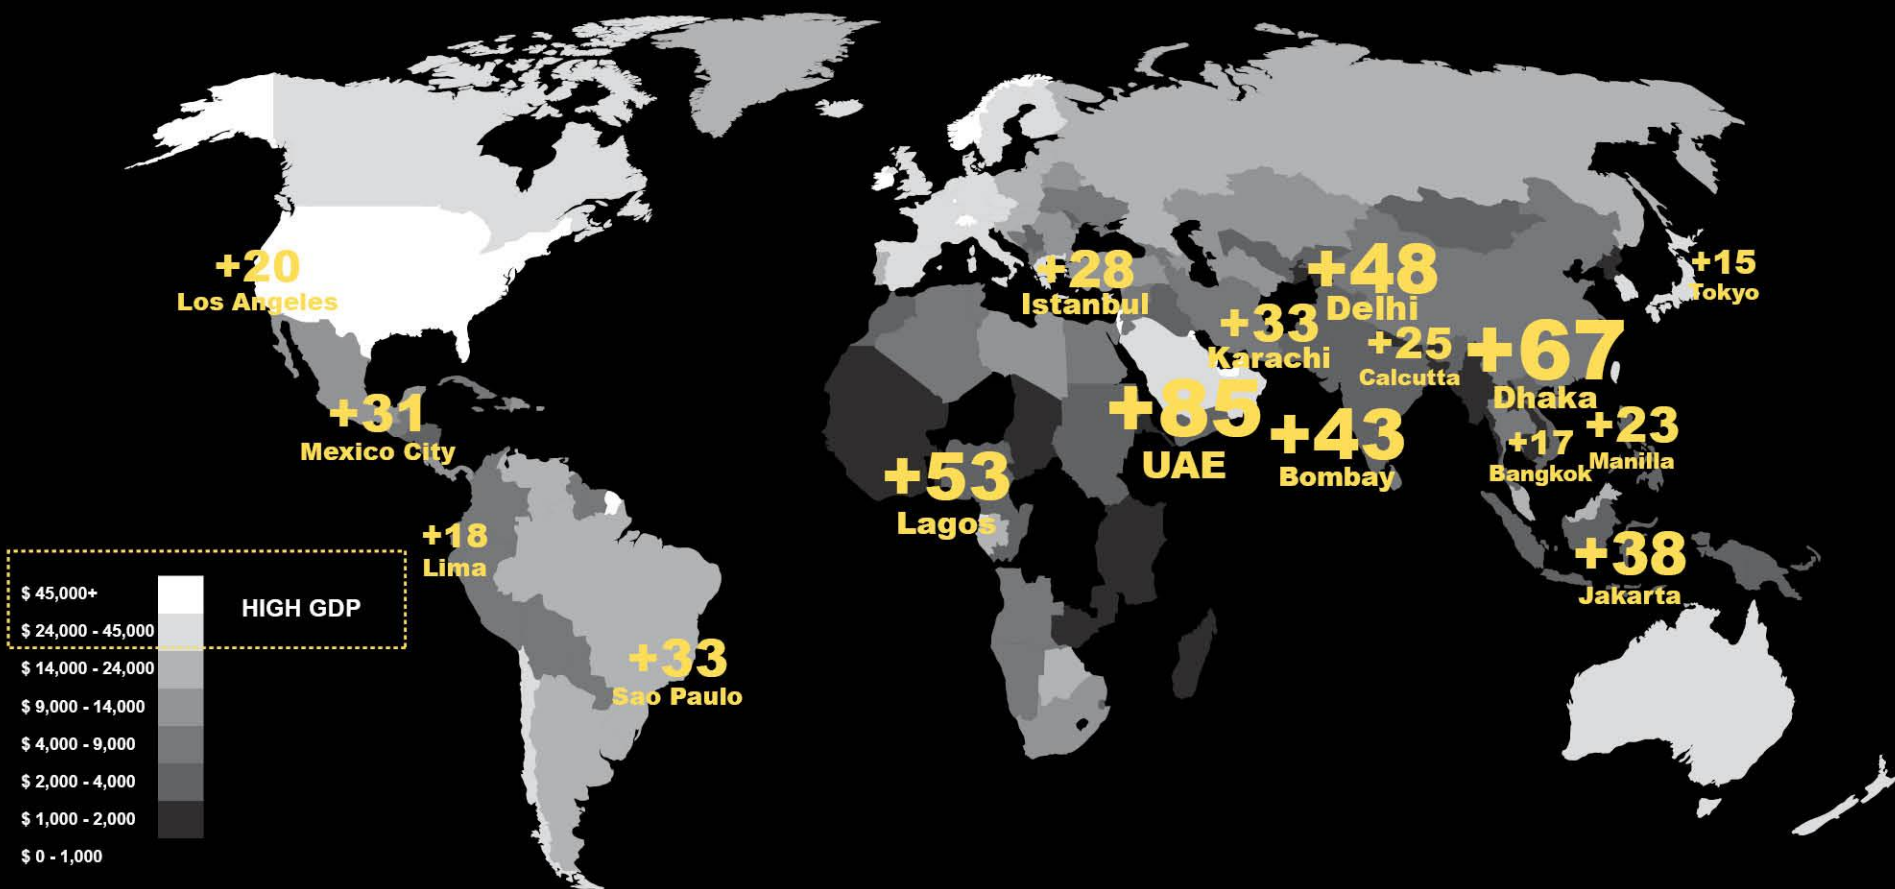 +20
Los Angeles
+31
Mexico City
+18
Lima
+33
Sao Paulo
+28
Istanbul
+53
Lagos
+85
UAE
+33
Karachi
+48
Delhi
+25
Calcutta
+43
Bombay
+67
Dhaka
+17
Bangkok
+23
Manilla
+38
Jakarta
+15
Tokyo
HIGH GDP
$ 45,000+
$ 24,000 - 45,000
$ 14,000 - 24,000
$ 9,000 - 14,000
$ 4,000 - 9,000
$ 2,000 - 4,000
$ 1,000 - 2,000
$ 0 - 1,000